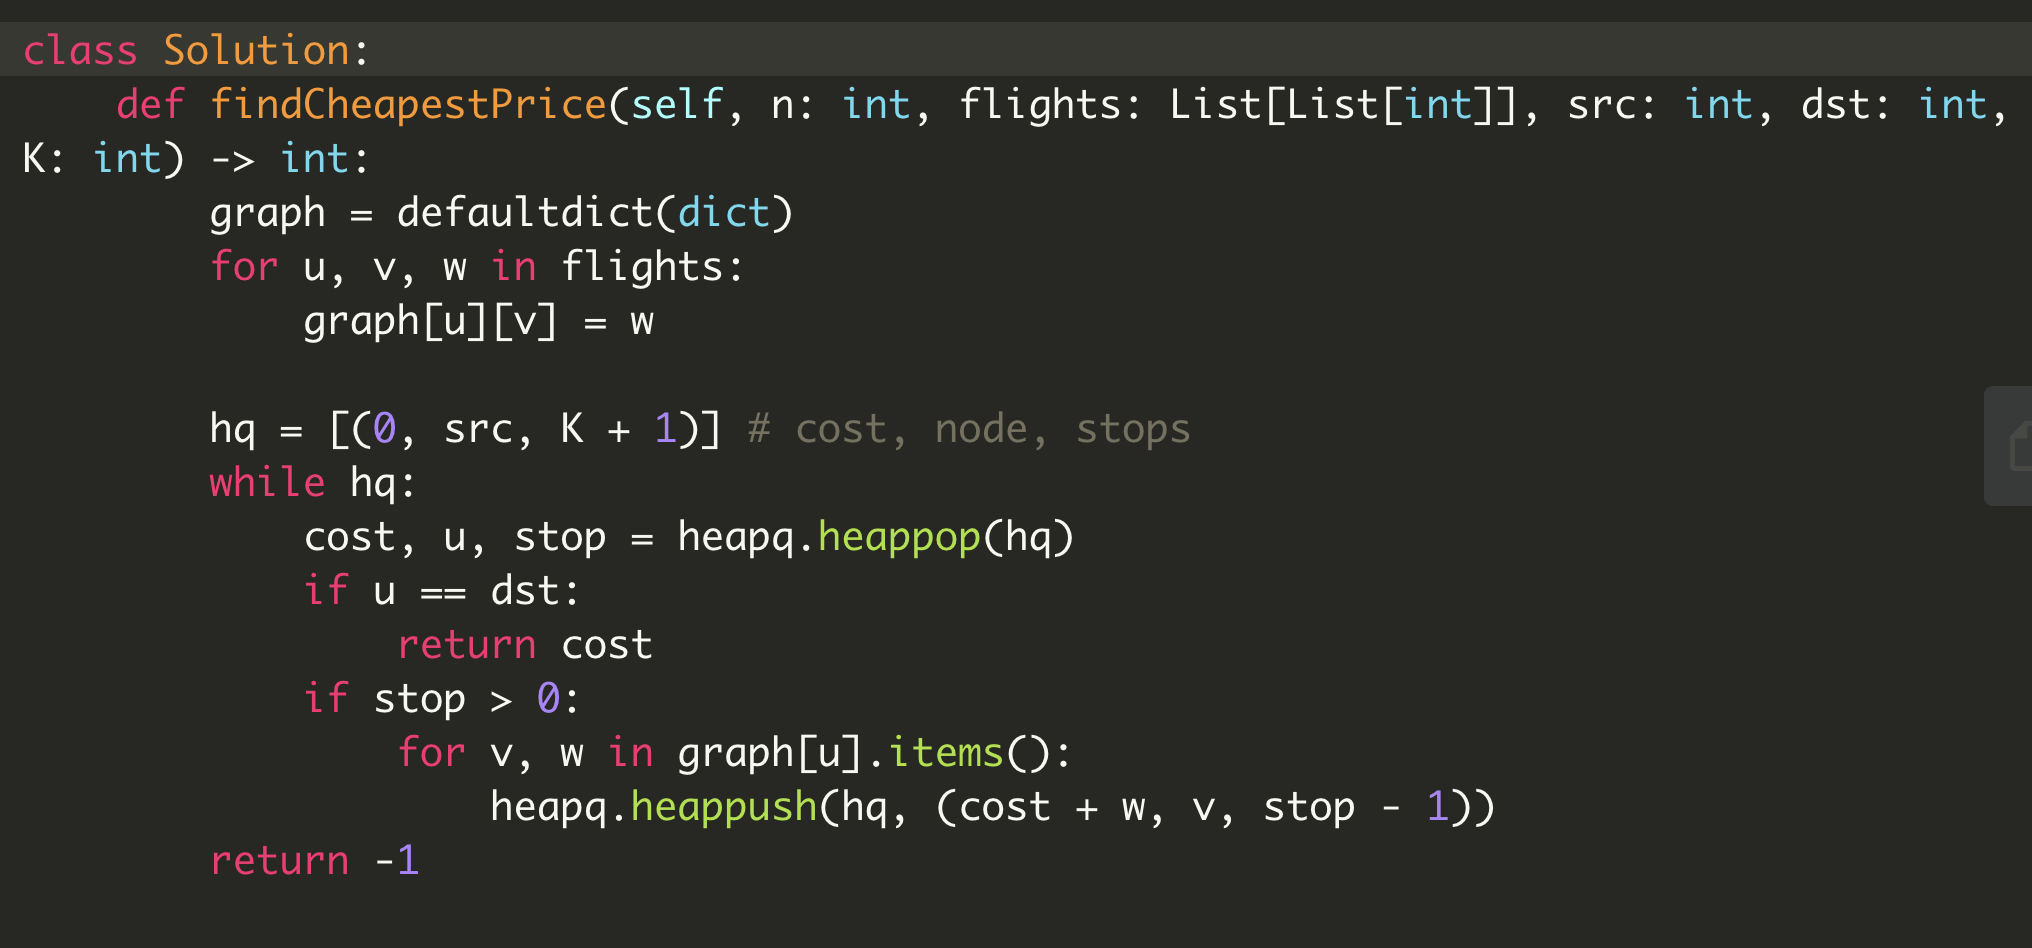 class Solution:
    def findCheapestPrice(self, n: int, flights: List[List[int]], src: int, dst: int,
K: int) -> int:
        graph = defaultdict(dict)
        for u, v, w in flights:
            graph[u][v] = w

        hq = [(0, src, K + 1)] # cost, node, stops
        while hq:
            cost, u, stop = heapq.heappop(hq)
            if u == dst:
                return cost
            if stop > 0:
                for v, w in graph[u].items():
                    heapq.heappush(hq, (cost + w, v, stop - 1))
        return -1